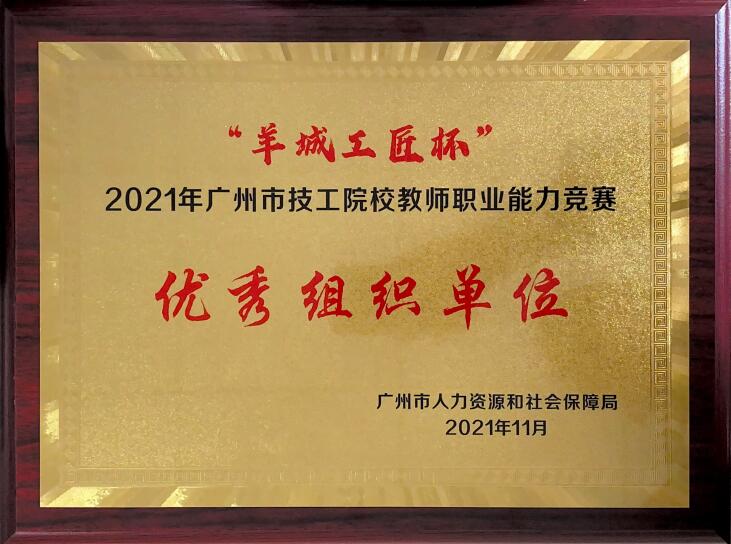 “羊城工匠杯”
2021年广州市技工院校教师职业能力竞赛
优秀组织单位
广州市人力资源和社会保障局
2021年11月